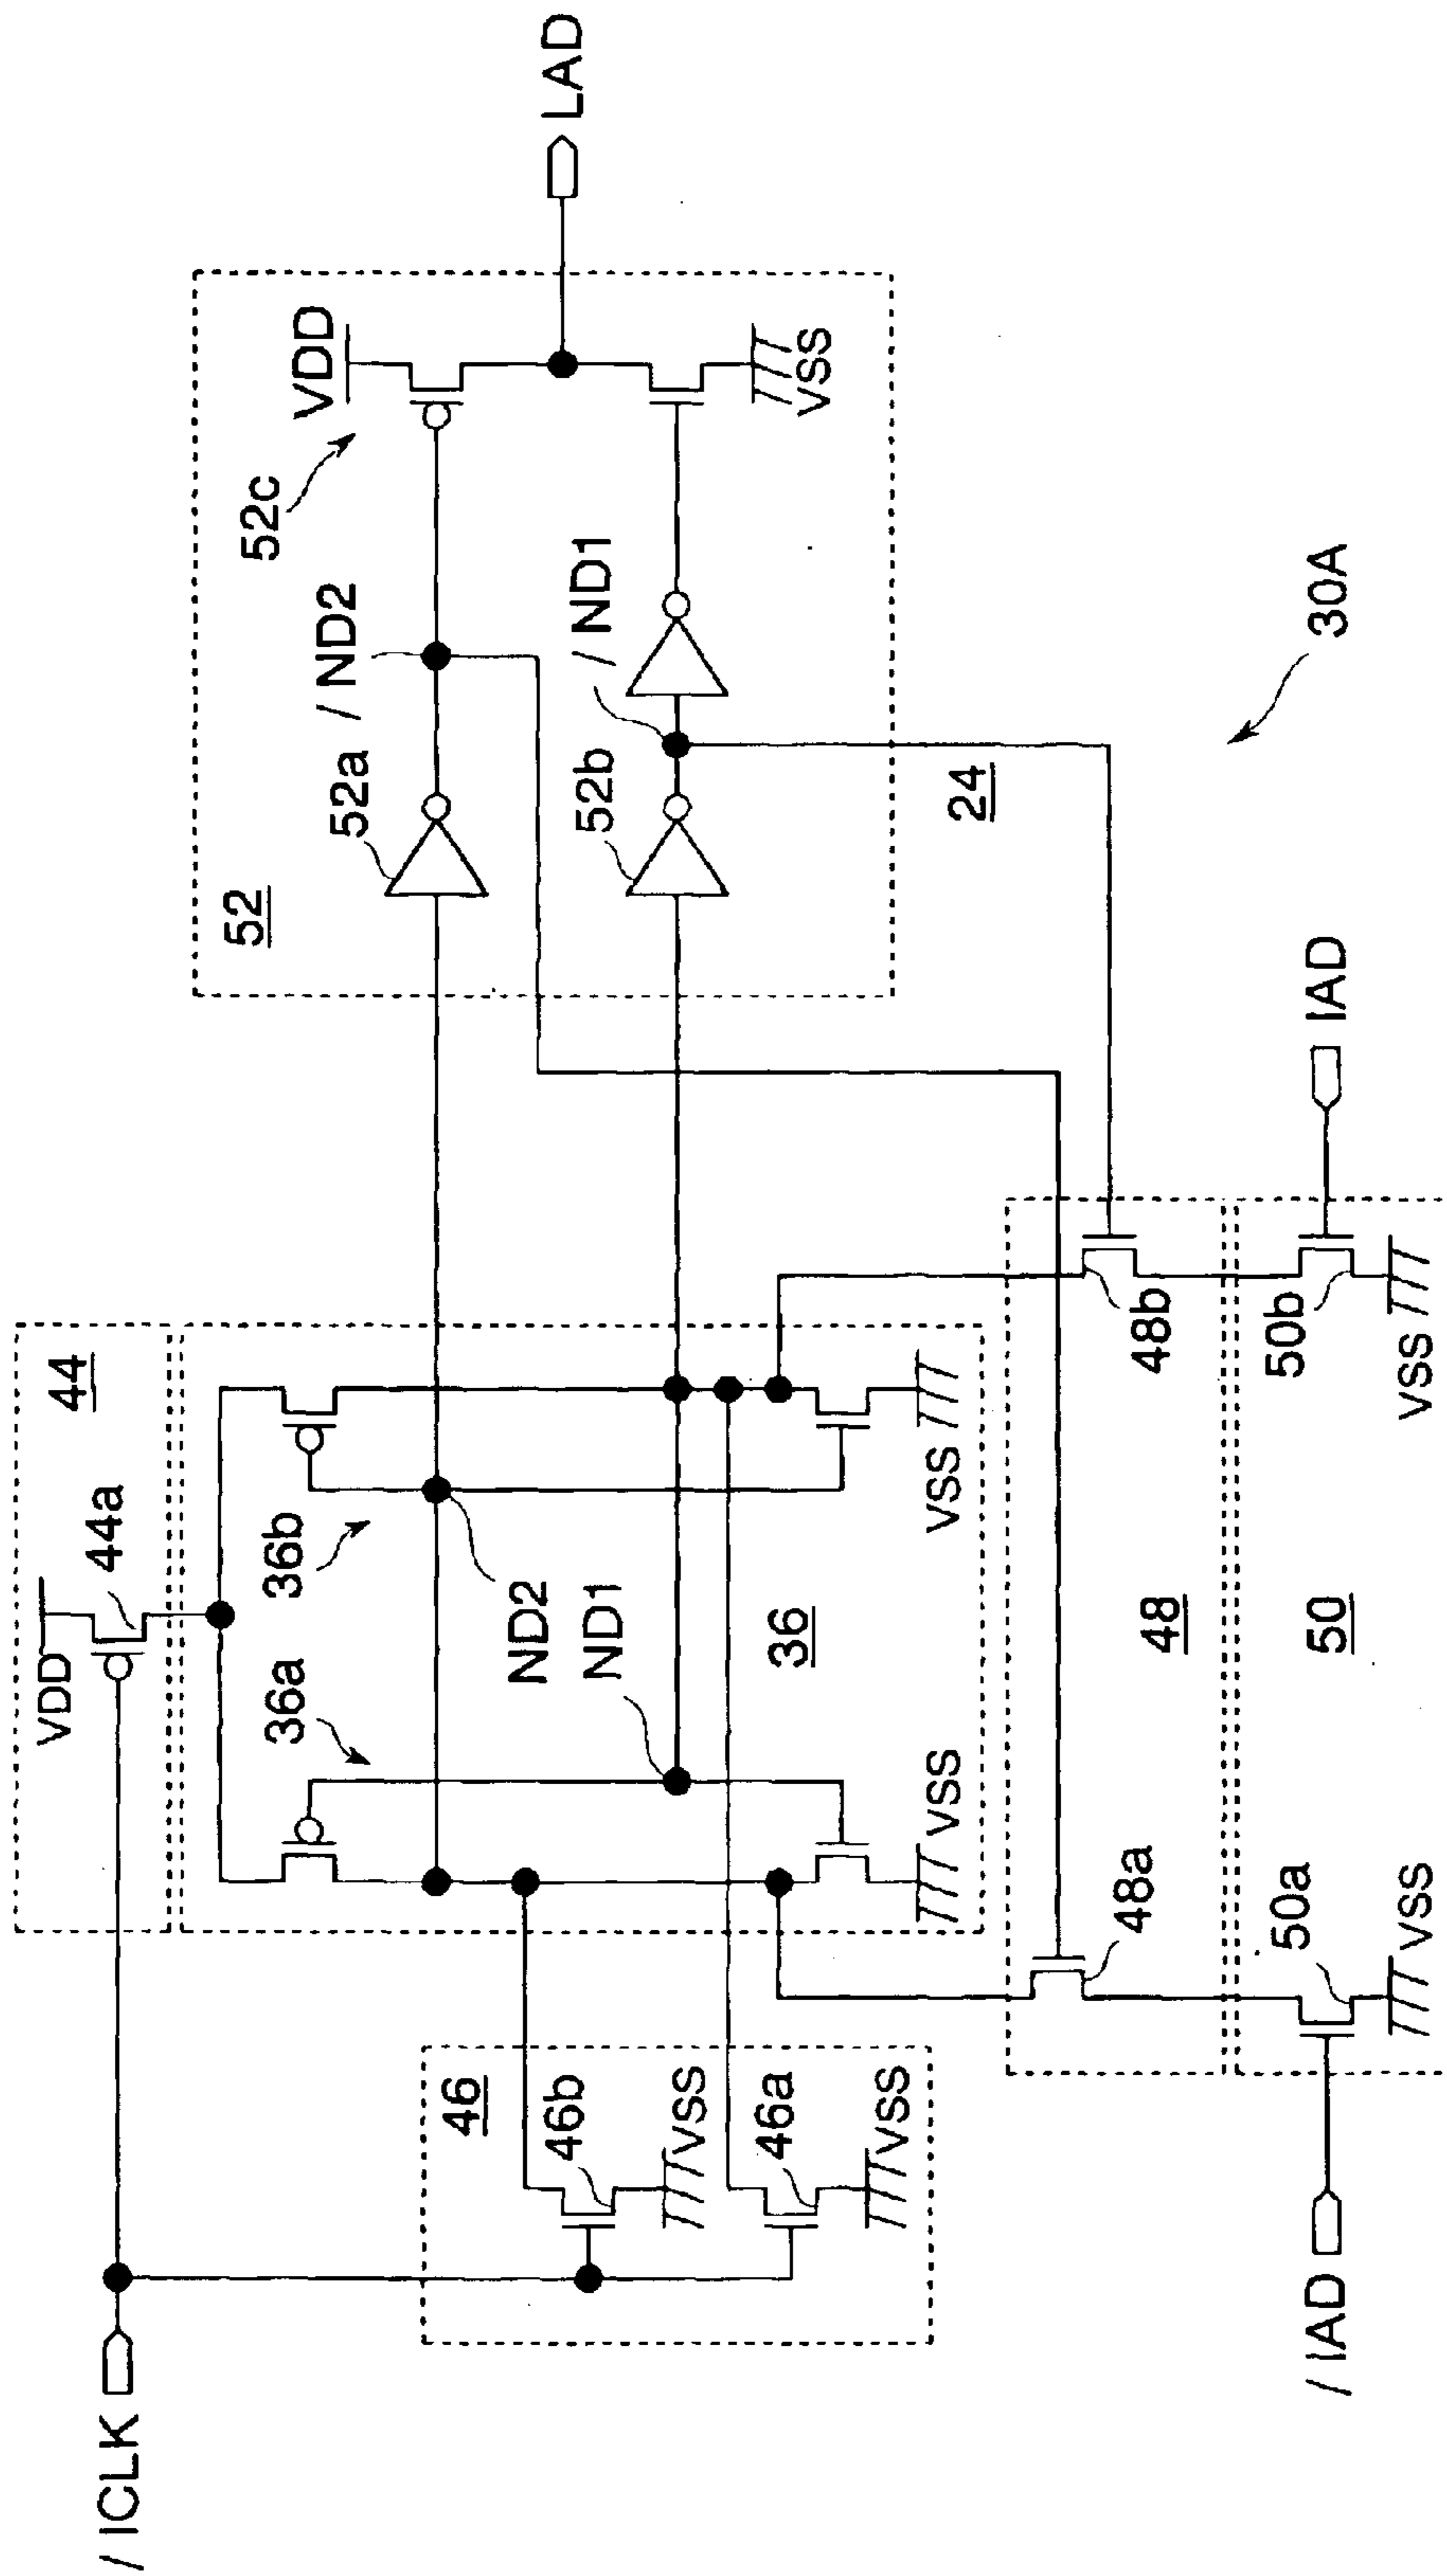 / ICLK
VDD
44a
44
36a
36b
ND2
ND1
36
VSS
VSS
46
46b
VSS
46a
VSS
52
52a
/ ND2
52c
VDD
52b
/ ND1
VSS
LAD
24
30A
48a
48
48b
50a
50
50b
VSS
VSS
/ IAD
IAD